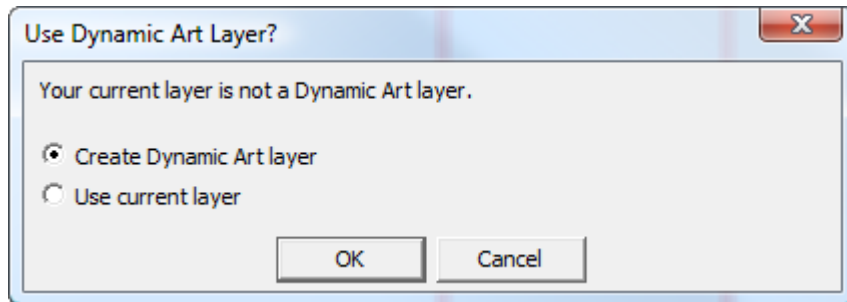 Use Dynamic Art Layer?
Your current layer is not a Dynamic Art layer.
Create Dynamic Art layer
Use current layer
OK Cancel